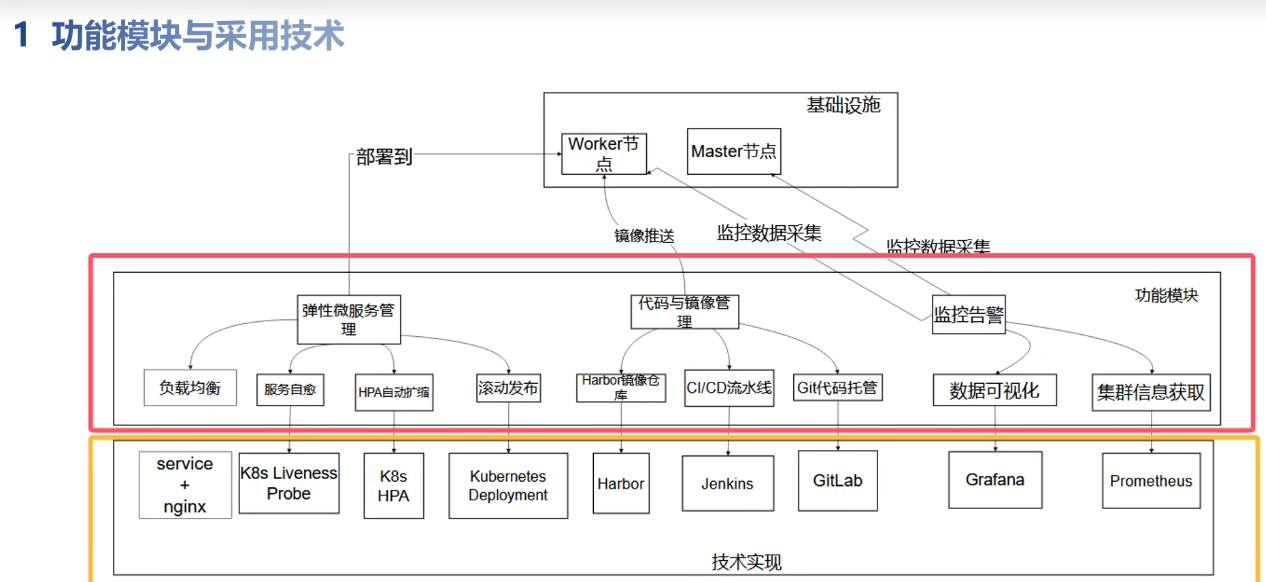 1 功能模块与采用技术
基础设施
Worker节
点
Master节点
部署到
镜像推送
监控数据采集
监控数据采集
功能模块
弹性微服务管
理
代码与镜像管
理
监控告警
负载均衡
服务自愈
HPA自动扩缩
滚动发布
Harbor镜像仓
库
CI/CD流水线
Git代码托管
数据可视化
集群信息获取
service
+
nginx
K8s Liveness
Probe
K8s
HPA
Kubernetes
Deployment
Harbor
Jenkins
GitLab
Grafana
Prometheus
技术实现